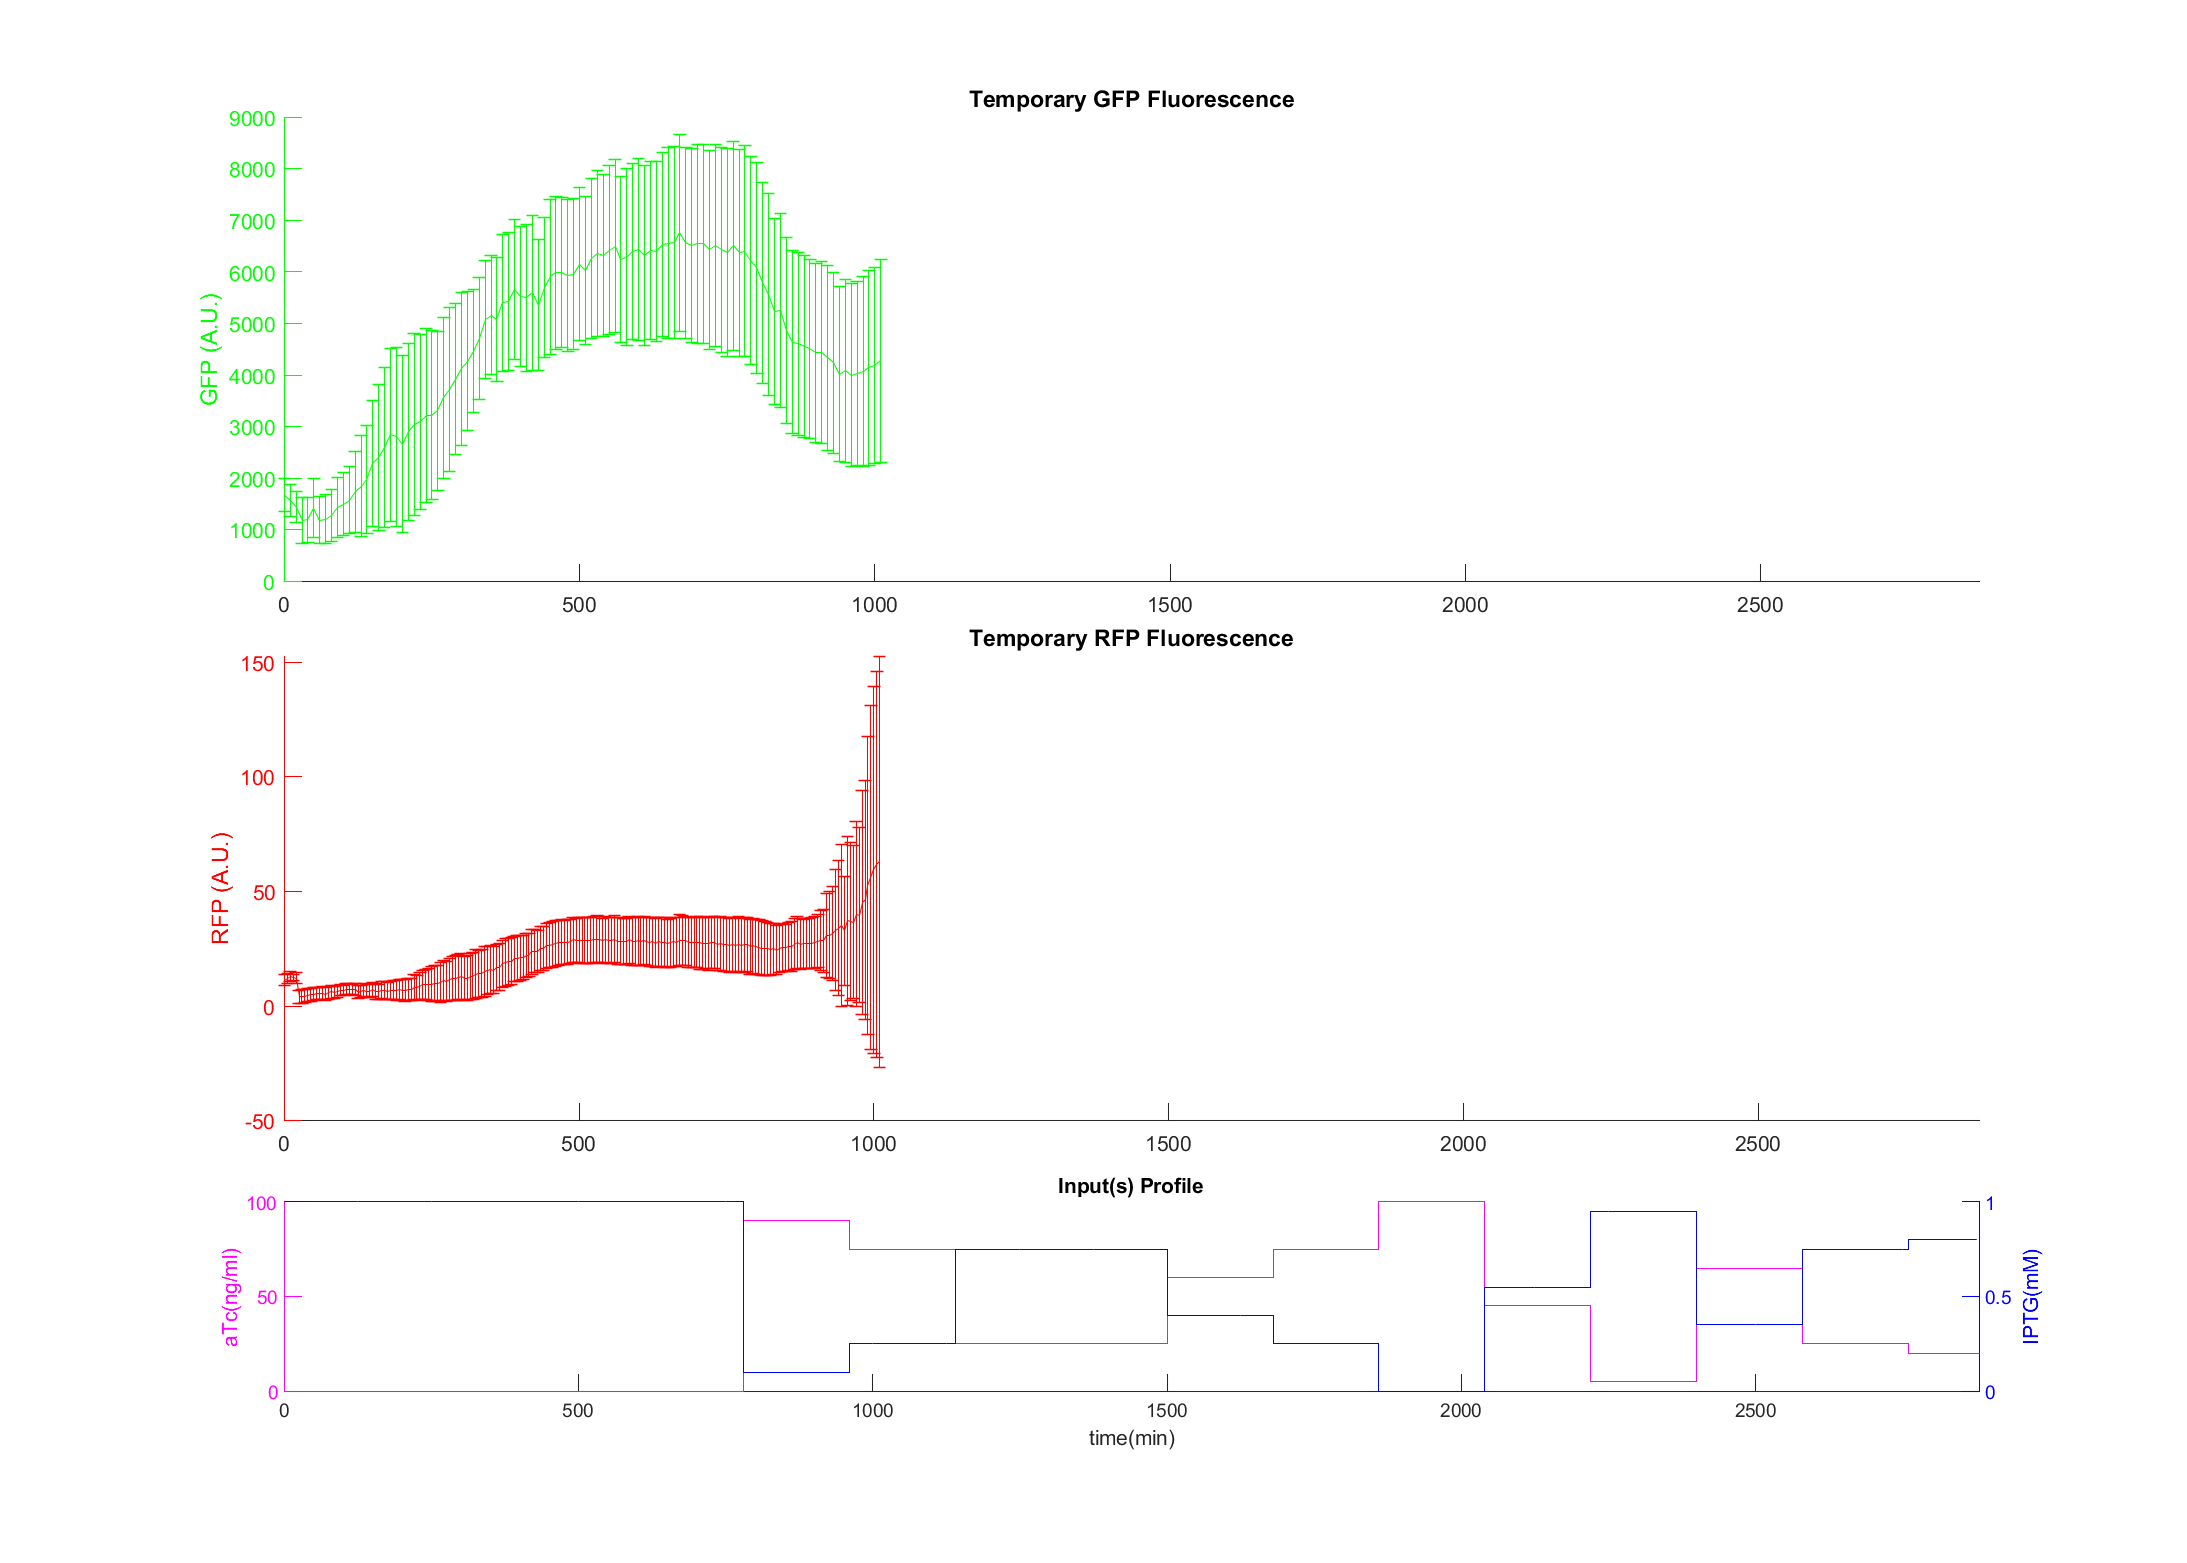 Temporary GFP Fluorescence
9000
8000
7000
6000
5000
4000
3000
2000
1000
0
GFP (A.U.)
0 500 1000 1500 2000 2500
Temporary RFP Fluorescence
150
100
50
0
-50
RFP (A.U.)
0 500 1000 1500 2000 2500
Input(s) Profile
100
50
0
aTc(ng/ml)
1
0.5
0
IPTG(mM)
0 500 1000 1500 2000 2500
time(min)